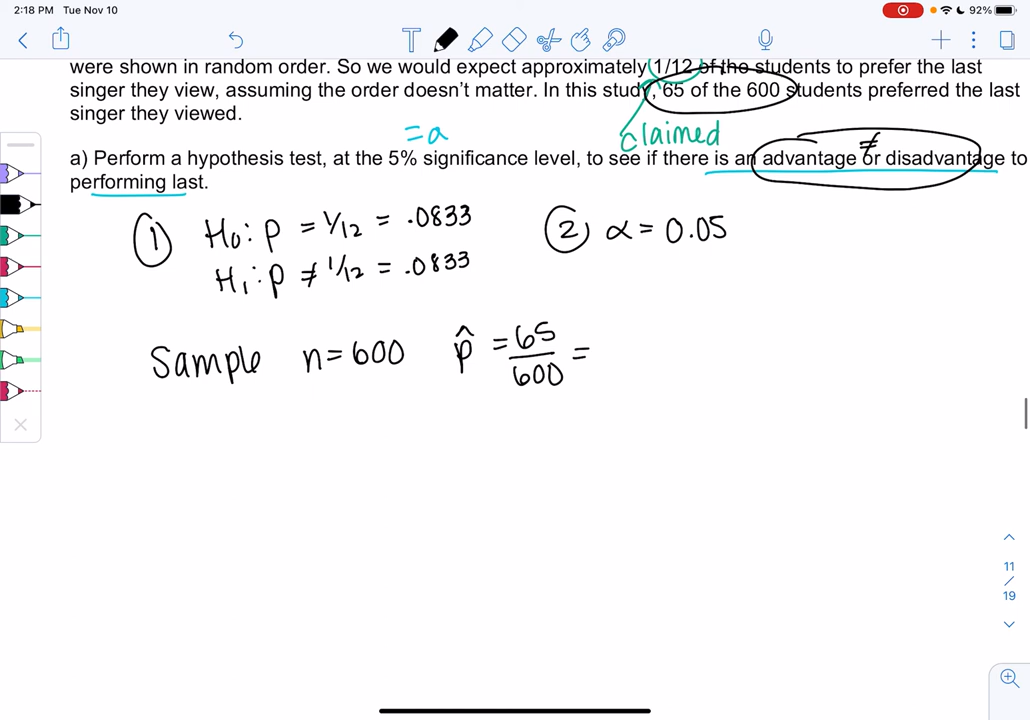 2:18 PM Tue Nov 10
92%
were shown in random order. So we would expect approximately 1/12 of the students to prefer the last
singer they view, assuming the order doesn't matter. In this study, 65 of the 600 students preferred the last
singer they viewed.
= a
claimed
≠
a) Perform a hypothesis test, at the 5% significance level, to see if there is an advantage or disadvantage to
performing last.
① H₀: p = 1/12 = .0833
② α = 0.05
H₁: p ≠ 1/12 = .0833
Sample n = 600 p̂ = 65/600 =
11
/
19